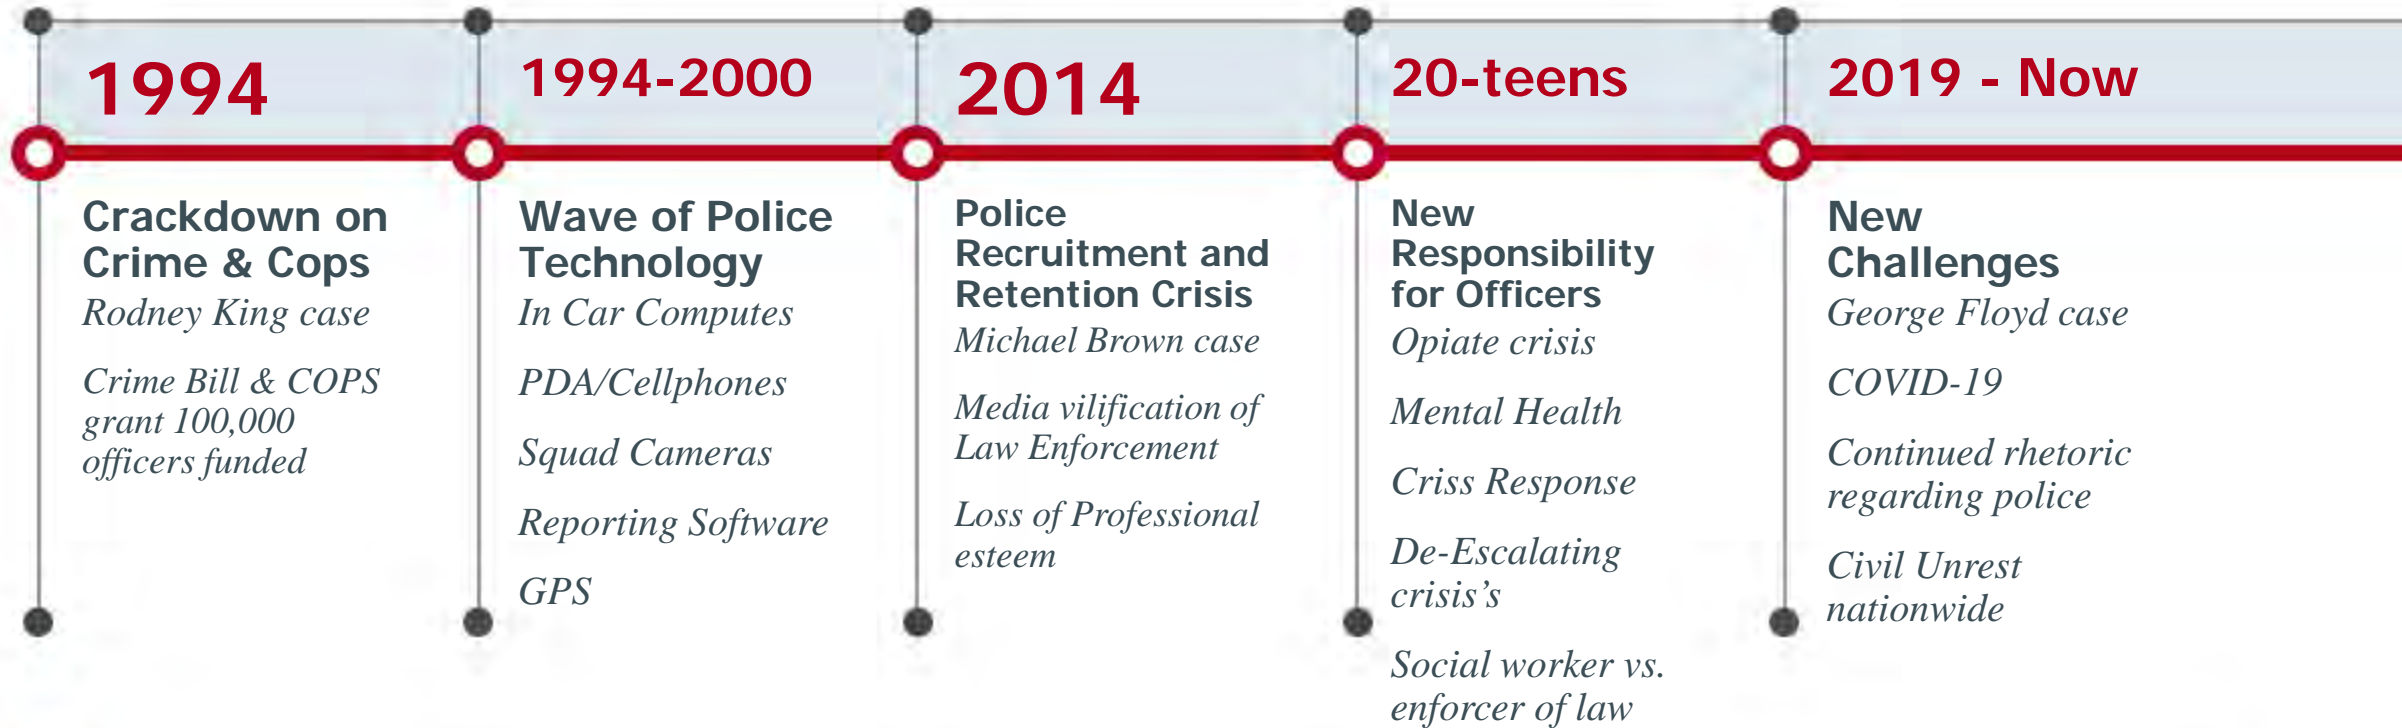 1994
Crackdown on
Crime & Cops
Rodney King case
Crime Bill & COPS
grant 100,000
officers funded
1994-2000
Wave of Police
Technology
In Car Computes
PDA/Cellphones
Squad Cameras
Reporting Software
GPS
2014
Police
Recruitment and
Retention Crisis
Michael Brown case
Media vilification of
Law Enforcement
Loss of Professional
esteem
20-teens
New
Responsibility
for Officers
Opiate crisis
Mental Health
Criss Response
De-Escalating
crisis’s
Social worker vs.
enforcer of law
2019 - Now
New
Challenges
George Floyd case
COVID-19
Continued rhetoric
regarding police
Civil Unrest
nationwide